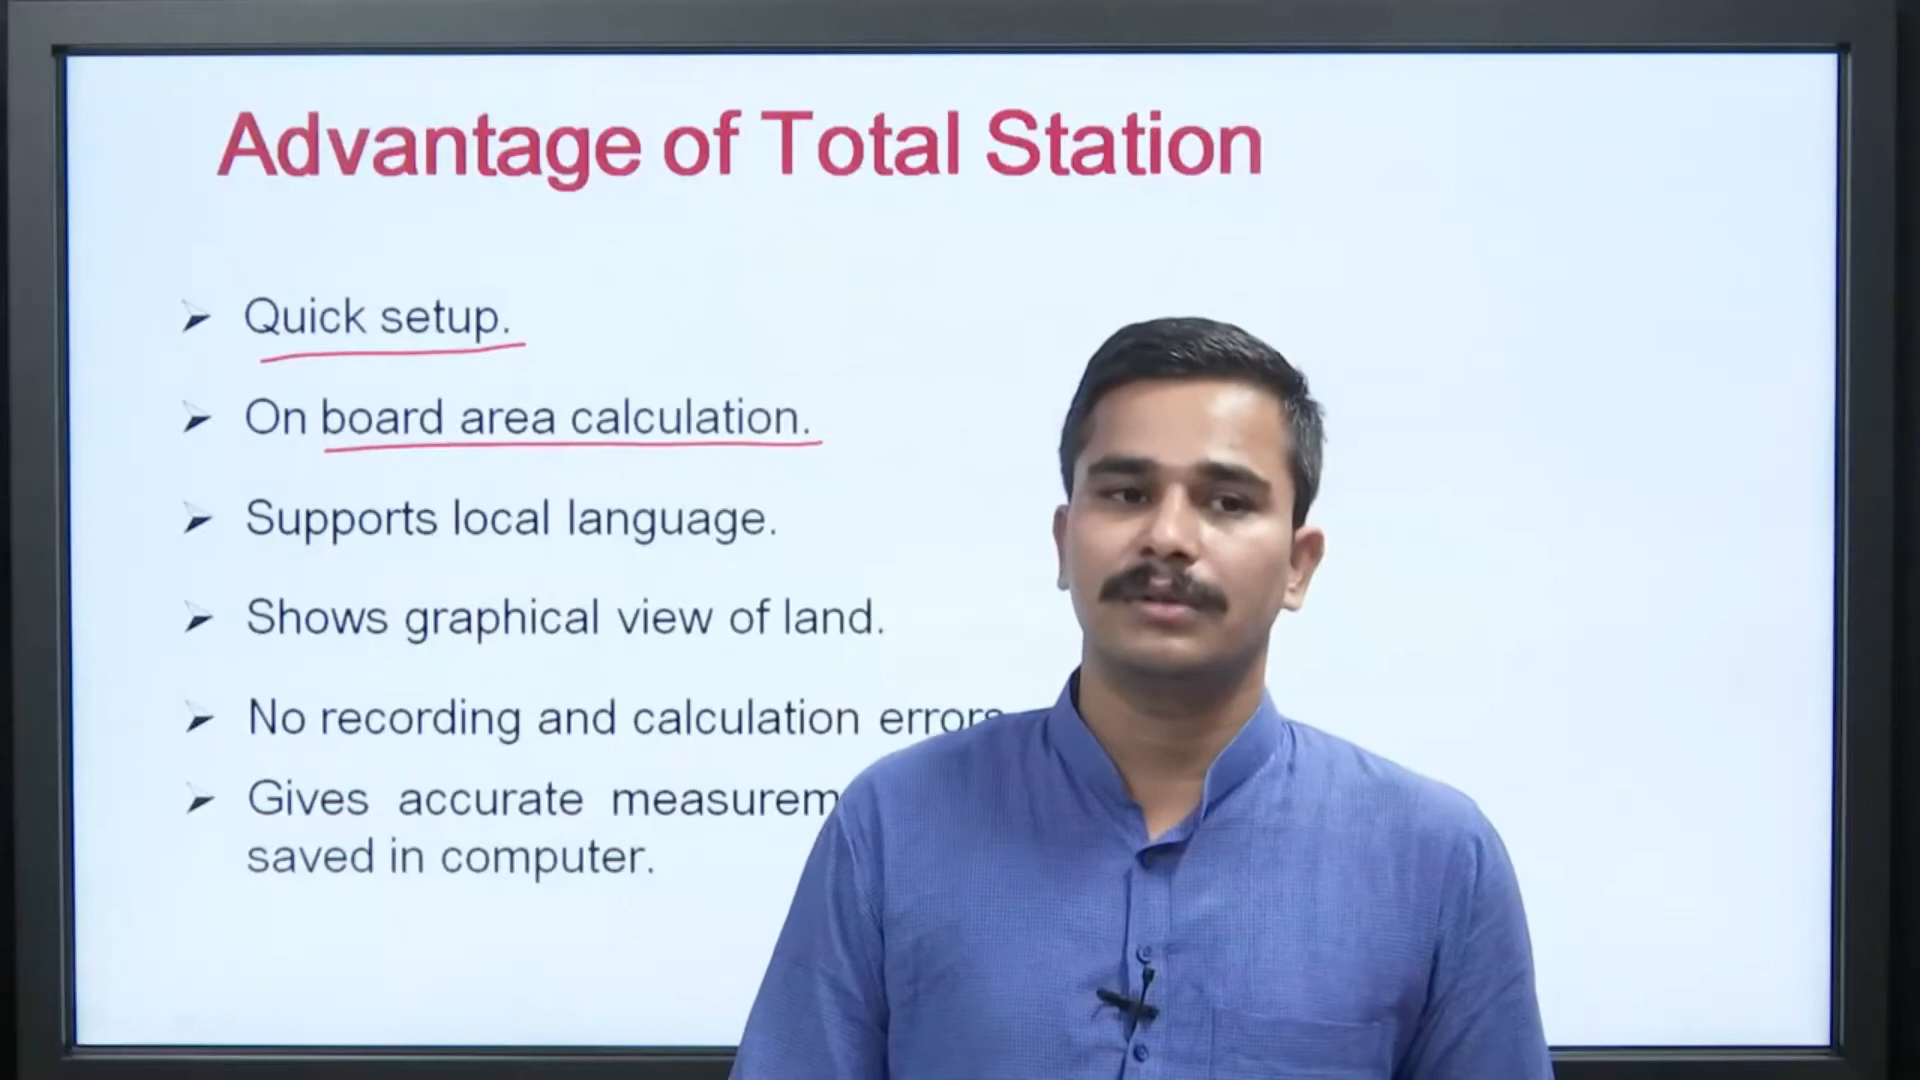 Advantage of Total Station
Quick setup.
On board area calculation.
Supports local language.
Shows graphical view of land.
No recording and calculation errors
Gives accurate
saved in computer.